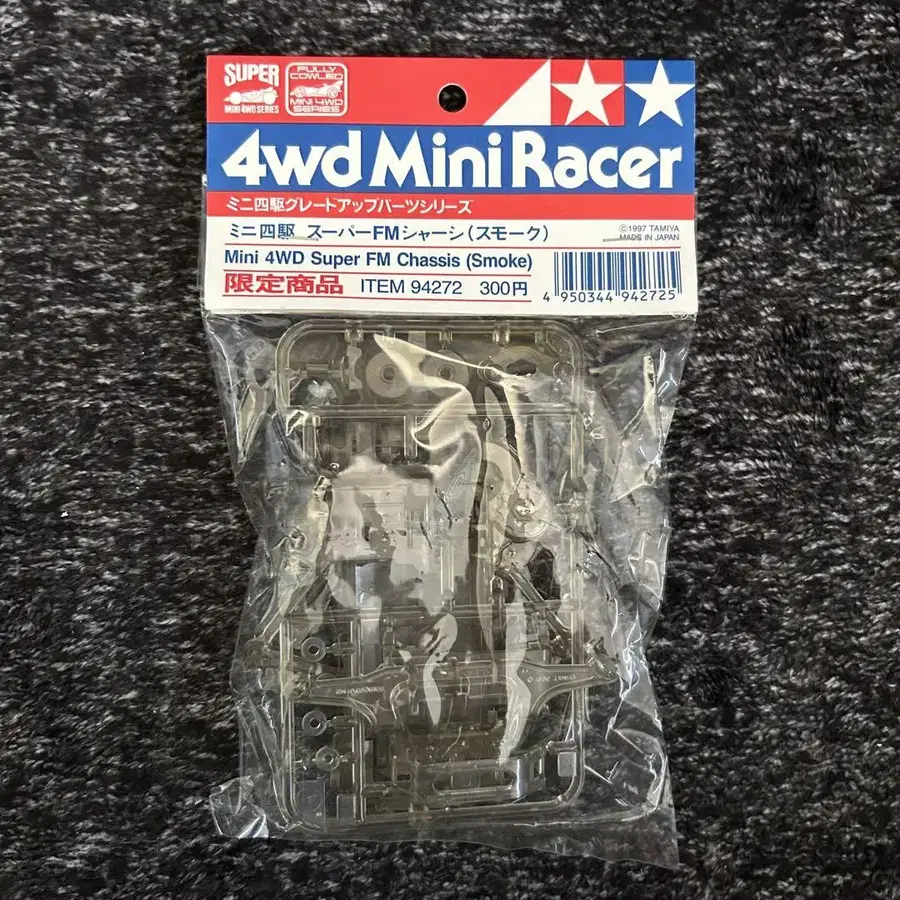 SUPER
MINI 4WD SERIES
FULLY
COWLED
MINI 4WD
SERIES
4wd Mini Racer
ミニ四駆グレードアップパーツシリーズ
ミニ四駆 スーパーFMシャーシ(スモーク)
©1997 TAMIYA
MADE IN JAPAN
Mini 4WD Super FM Chassis (Smoke)
限定商品 ITEM 94272 300円
4 950344 942725